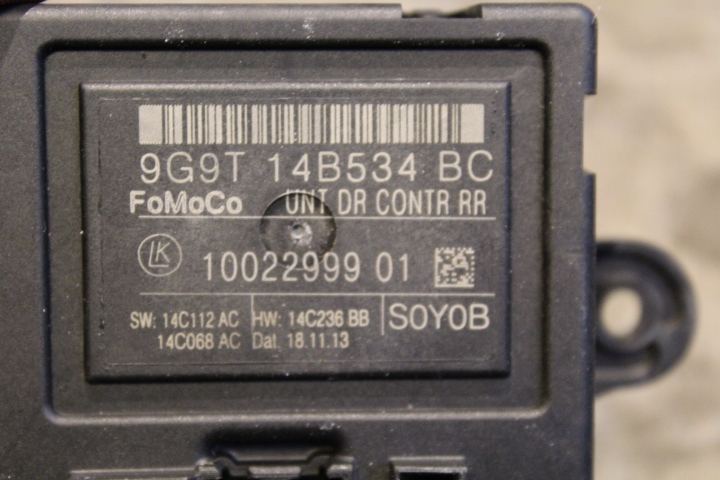 9G9T 14B534 BC
FoMoCo UNT DR CONTR RR
LK 10022999 01
SW: 14C112 AC HW: 14C236 BB S0Y0B
14C068 AC Dat. 18.11.13